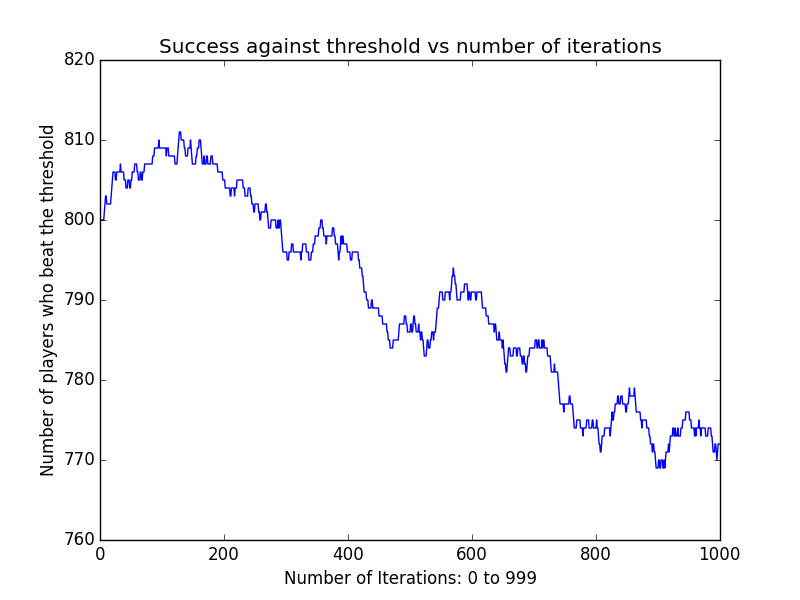 Success against threshold vs number of iterations
820
810
800
790
780
770
760
Number of players who beat the threshold
0 200 400 600 800 1000
Number of Iterations: 0 to 999